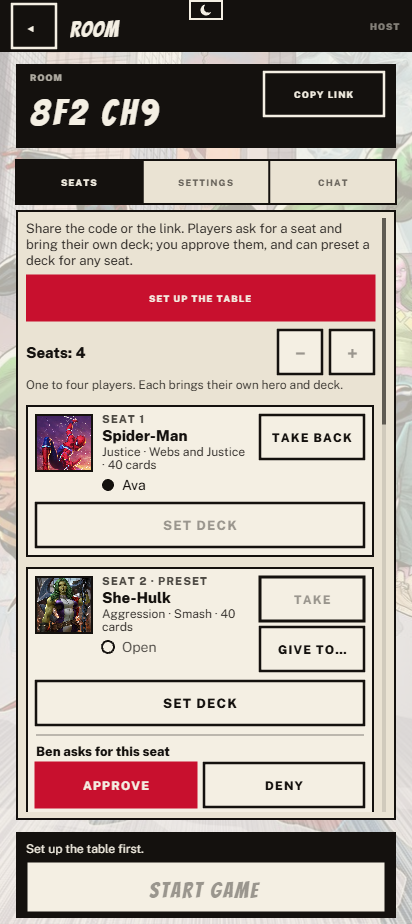 ROOM
HOST
ROOM
8F2 CH9
COPY LINK
SEATS
SETTINGS
CHAT
Share the code or the link. Players ask for a seat and
bring their own deck; you approve them, and can preset a
deck for any seat.
SET UP THE TABLE
Seats: 4
−
+
One to four players. Each brings their own hero and deck.
SEAT 1
Spider-Man
Justice · Webs and Justice
· 40 cards
Ava
TAKE BACK
SET DECK
SEAT 2 · PRESET
She-Hulk
Aggression · Smash · 40
cards
Open
TAKE
GIVE TO…
SET DECK
Ben asks for this seat
APPROVE
DENY
Set up the table first.
START GAME